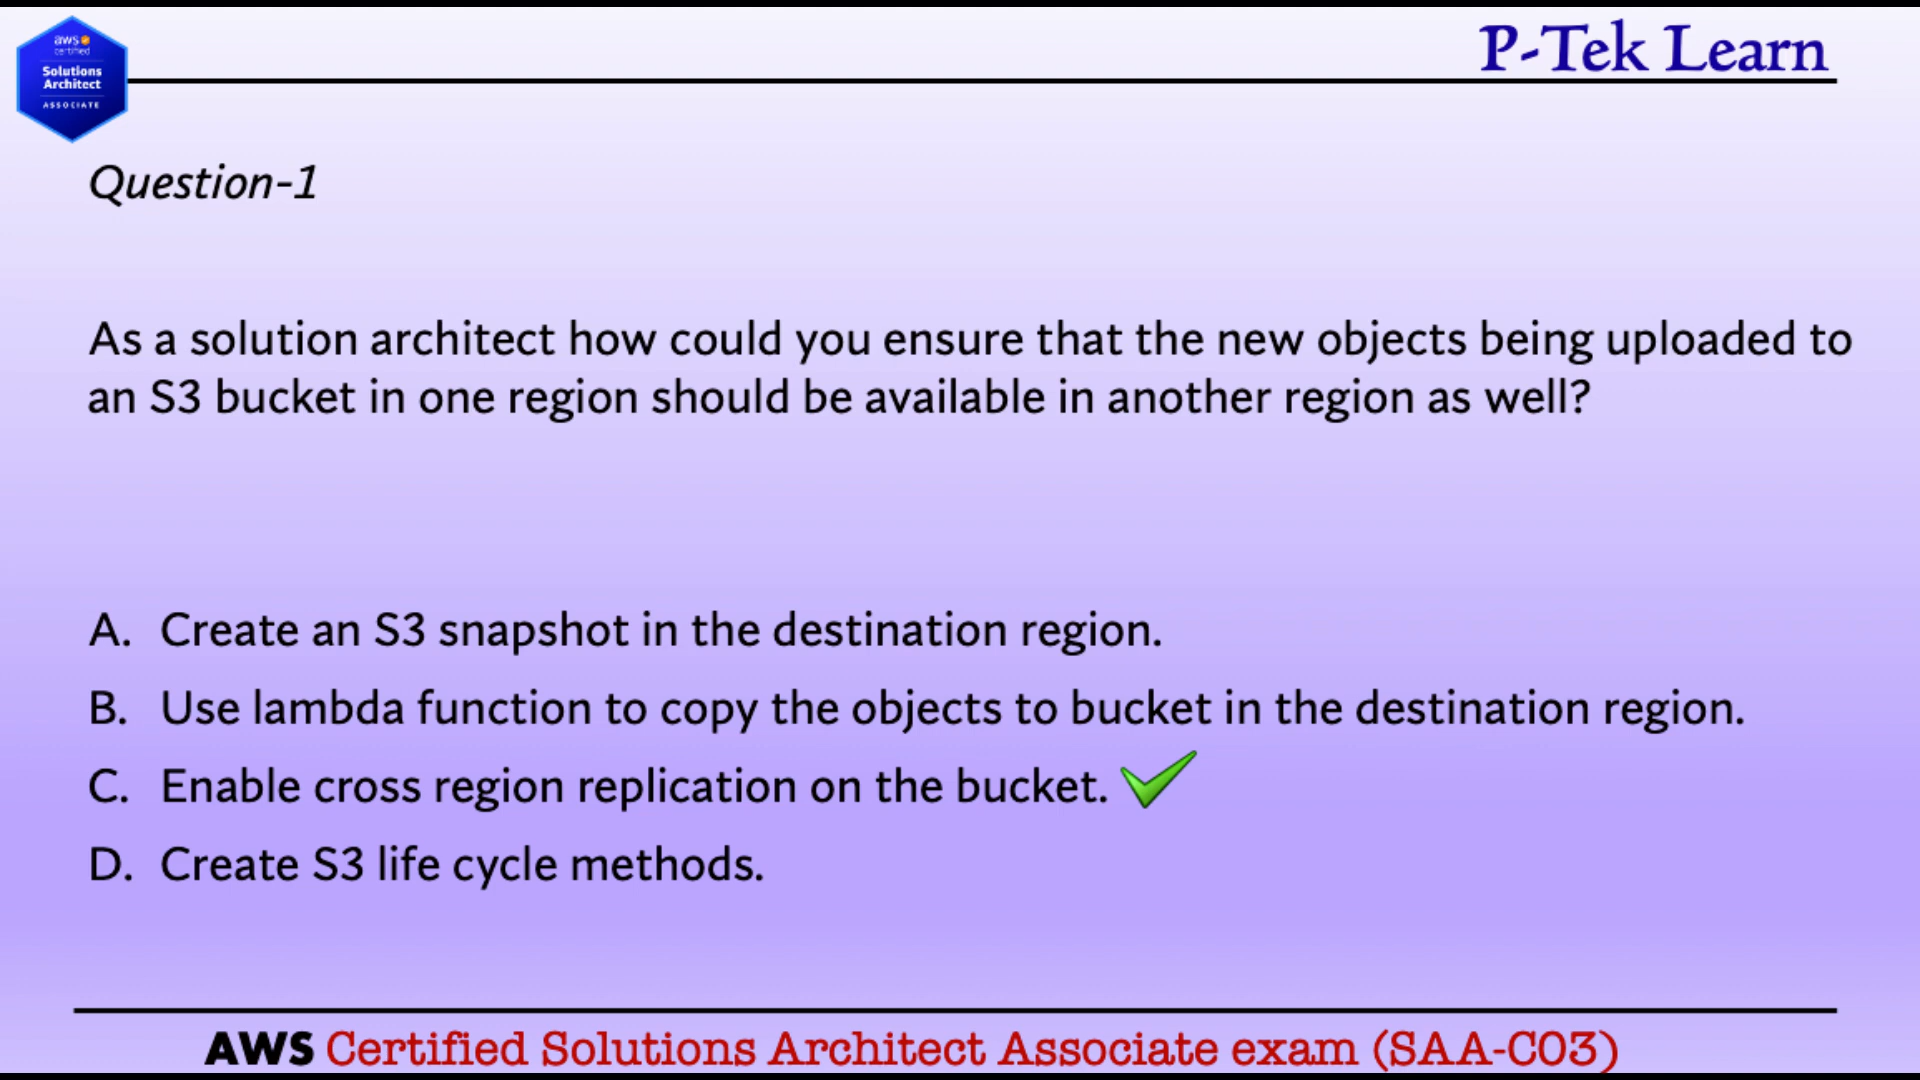 aws
certified
Solutions
Architect
ASSOCIATE
P-Tek Learn
Question-1
As a solution architect how could you ensure that the new objects being uploaded to
an S3 bucket in one region should be available in another region as well?
A. Create an S3 snapshot in the destination region.
B. Use lambda function to copy the objects to bucket in the destination region.
C. Enable cross region replication on the bucket.
D. Create S3 life cycle methods.
AWS Certified Solutions Architect Associate exam (SAA-C03)